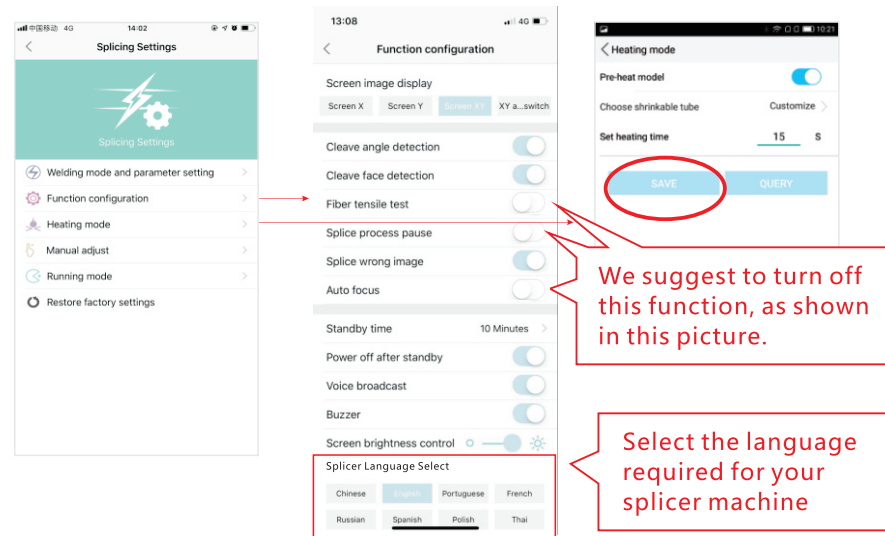 中国移动 4G 14:02
Splicing Settings
Splicing Settings
Welding mode and parameter setting
Function configuration
Heating mode
Manual adjust
Running mode
Restore factory settings
13:08 4G
Function configuration
Screen image display
Screen X Screen Y Screen XY XY a...switch
Cleave angle detection
Cleave face detection
Fiber tensile test
Splice process pause
Splice wrong image
Auto focus
Standby time 10 Minutes
Power off after standby
Voice broadcast
Buzzer
Screen brightness control
Splicer Language Select
Chinese English Portuguese French
Russian Spanish Polish Thai
10:21
Heating mode
Pre-heat model
Choose shrinkable tube Customize
Set heating time 15 S
SAVE QUERY
We suggest to turn off
this function, as shown
in this picture.
Select the language
required for your
splicer machine